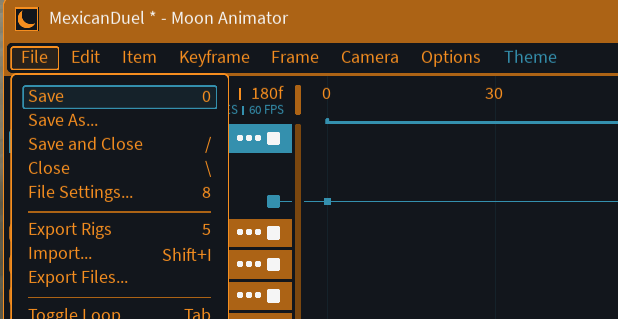 MexicanDuel * - Moon Animator
File Edit Item Keyframe Frame Camera Options Theme
Save 0
Save As...
Save and Close /
Close \
File Settings... 8
Export Rigs 5
Import... Shift+I
Export Files...
Toggle Loop Tab
180f 0 30
60 FPS